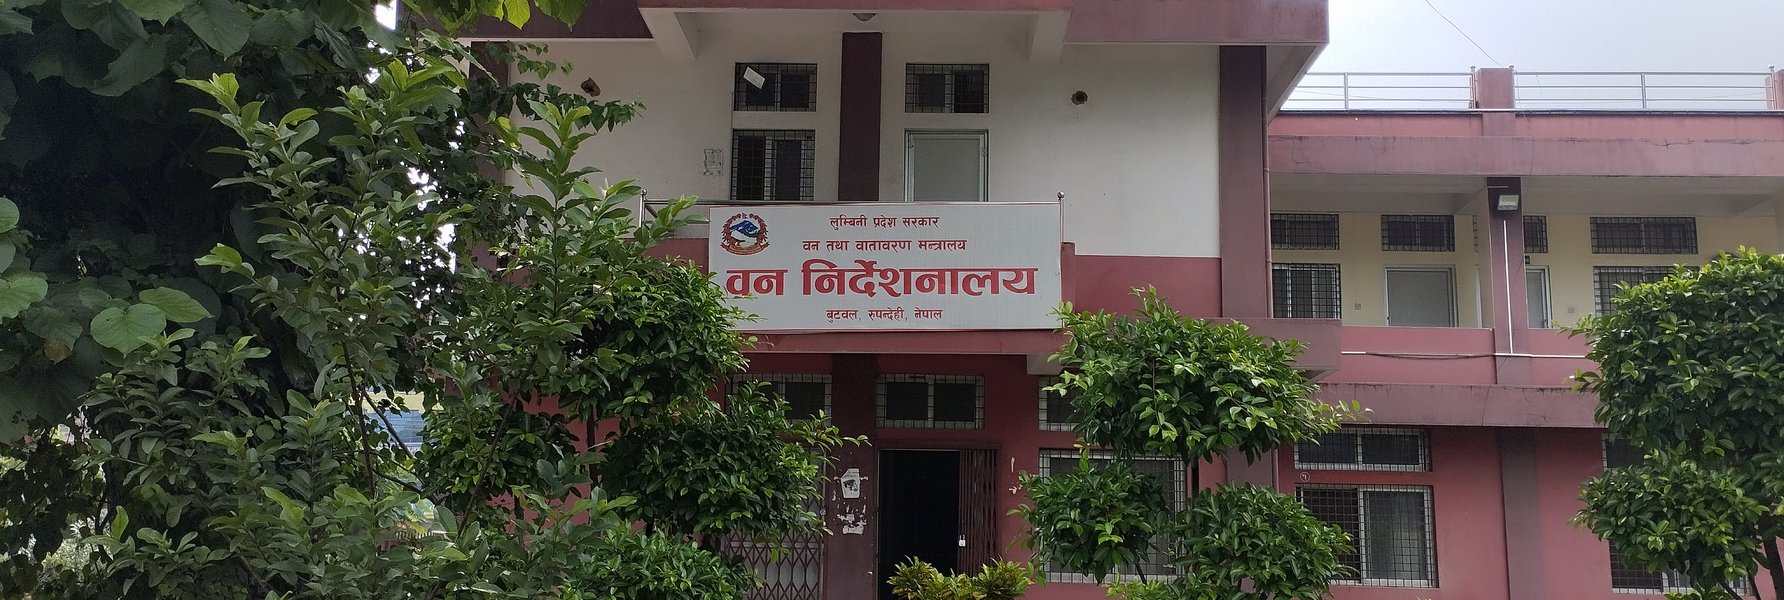 लुम्बिनी प्रदेश सरकार
वन तथा वातावरण मन्त्रालय
वन निर्देशनालय
बुटवल, रुपन्देही, नेपाल